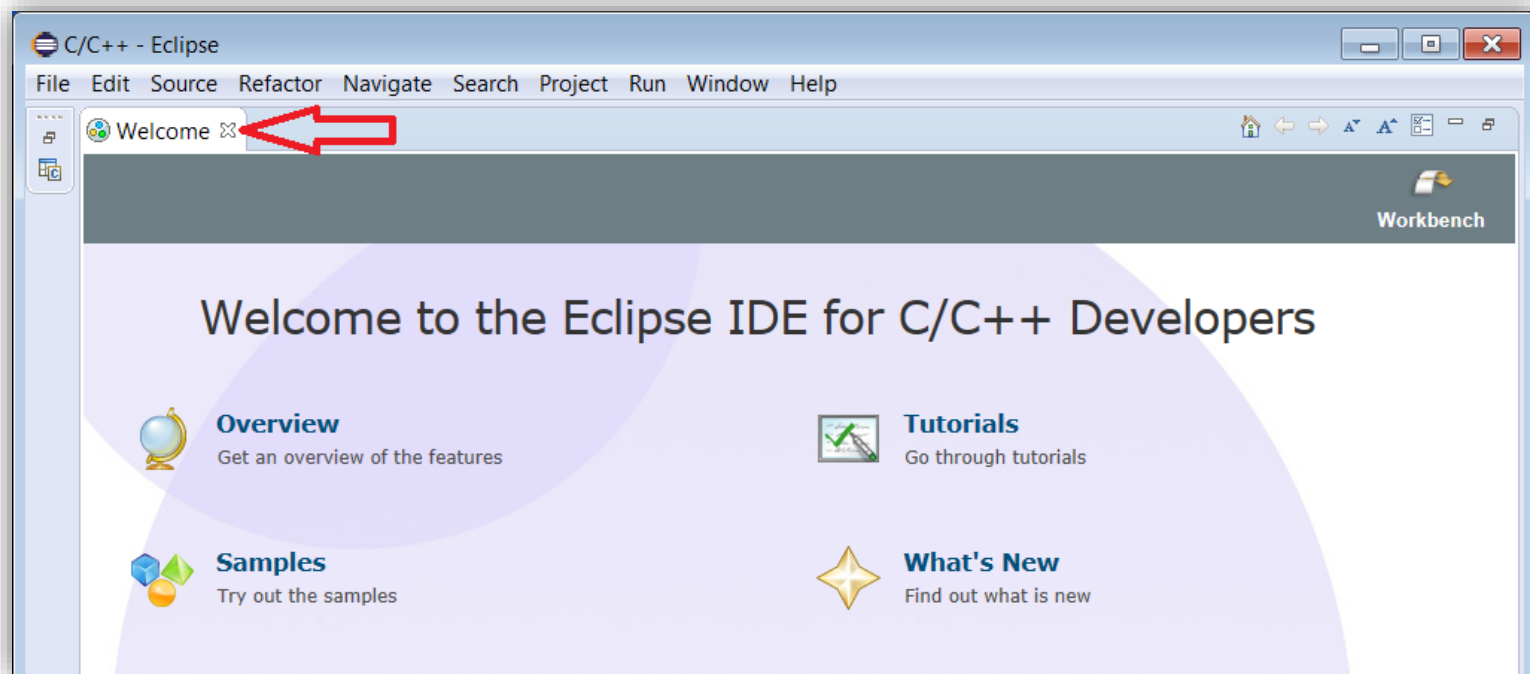 C/C++ - Eclipse
File Edit Source Refactor Navigate Search Project Run Window Help
Welcome
Workbench
Welcome to the Eclipse IDE for C/C++ Developers
Overview
Get an overview of the features
Tutorials
Go through tutorials
Samples
Try out the samples
What's New
Find out what is new